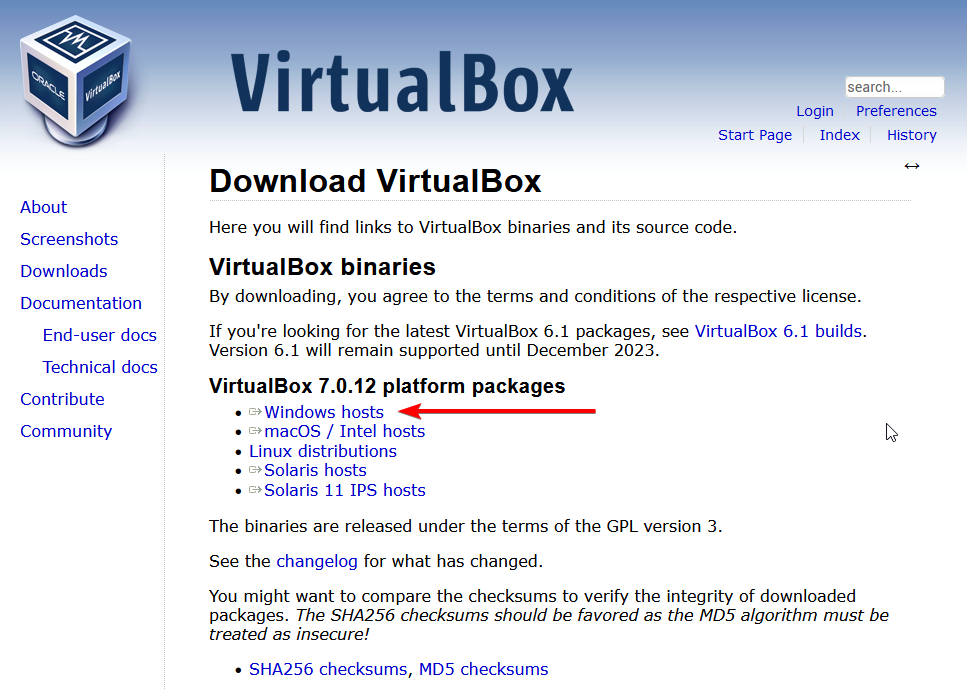 ORACLE
VirtualBox
VirtualBox
search...
Login Preferences
Start Page Index History
Download VirtualBox
About
Screenshots
Downloads
Documentation
End-user docs
Technical docs
Contribute
Community
Here you will find links to VirtualBox binaries and its source code.
VirtualBox binaries
By downloading, you agree to the terms and conditions of the respective license.
If you're looking for the latest VirtualBox 6.1 packages, see VirtualBox 6.1 builds.
Version 6.1 will remain supported until December 2023.
VirtualBox 7.0.12 platform packages
• Windows hosts
• macOS / Intel hosts
• Linux distributions
• Solaris hosts
• Solaris 11 IPS hosts
The binaries are released under the terms of the GPL version 3.
See the changelog for what has changed.
You might want to compare the checksums to verify the integrity of downloaded
packages. The SHA256 checksums should be favored as the MD5 algorithm must be
treated as insecure!
• SHA256 checksums, MD5 checksums